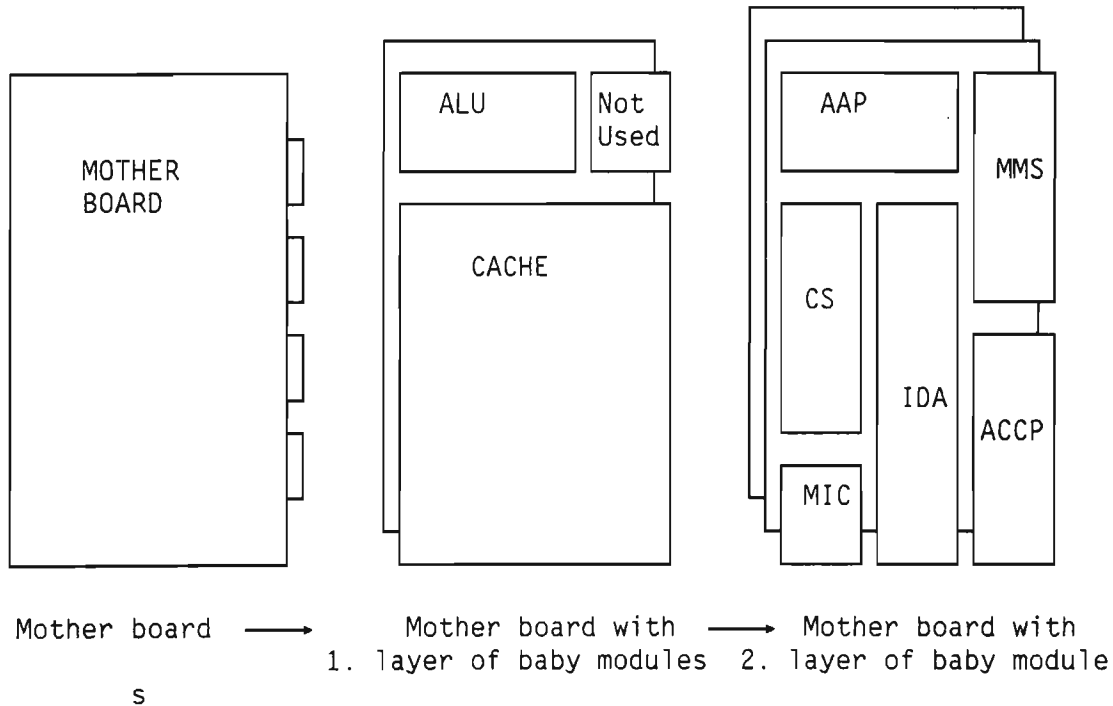 MOTHER
BOARD
ALU
Not
Used
CACHE
AAP
MMS
CS
IDA
ACCP
MIC
Mother board
Mother board with
1. layer of baby modules
Mother board with
2. layer of baby module
s